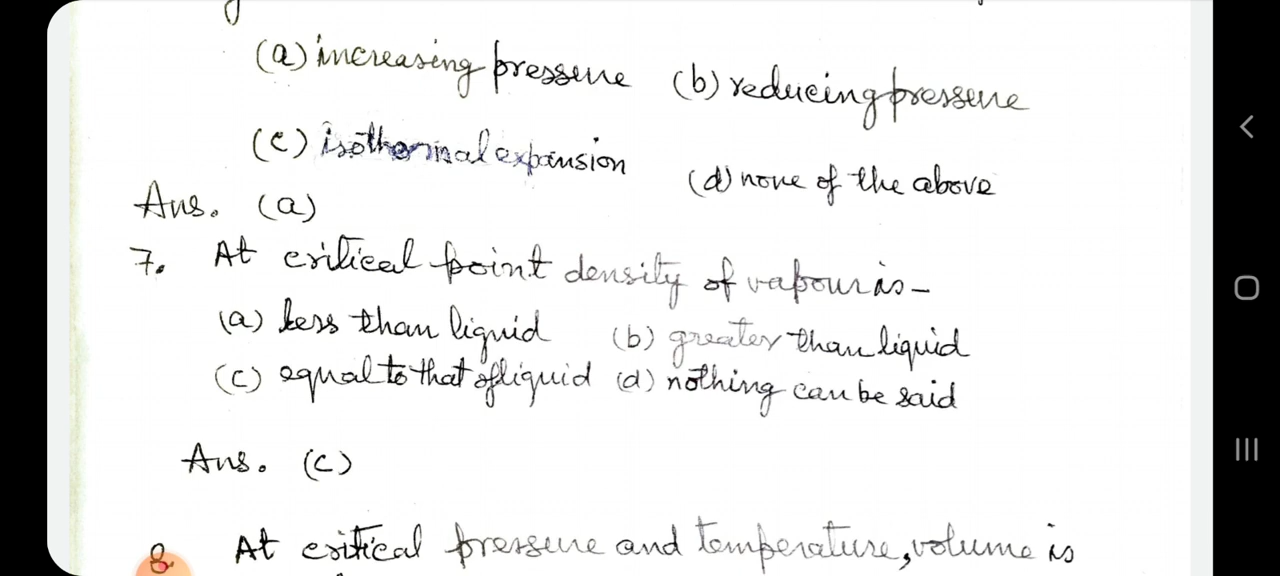 (a) increasing pressure (b) reducing pressure
(c) isothermal expansion (d) none of the above
Ans. (a)
7. At critical point density of vapour is -
(a) less than liquid (b) greater than liquid
(c) equal to that of liquid (d) nothing can be said
Ans. (c)
8 At critical pressure and temperature, volume is